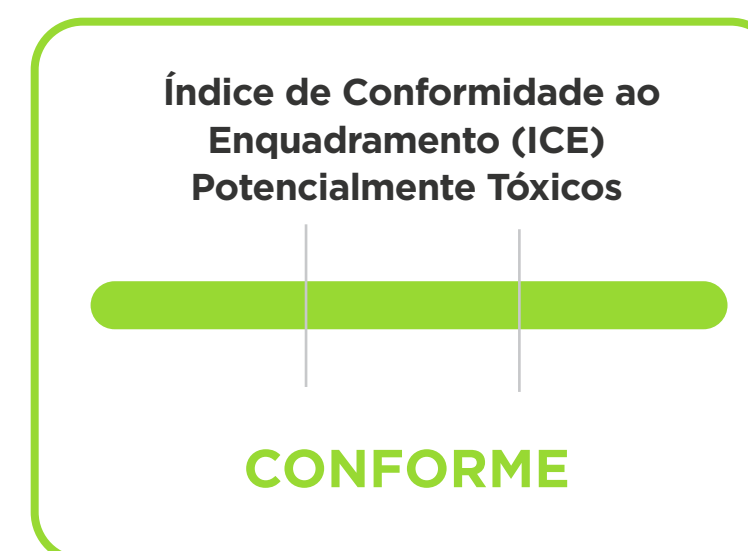 Índice de Conformidade ao
Enquadramento (ICE)
Potencialmente Tóxicos
CONFORME